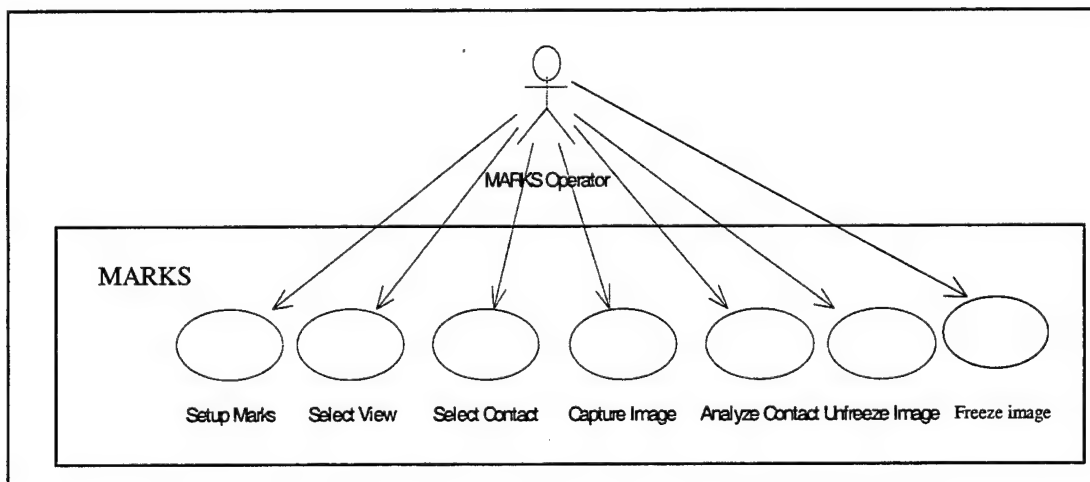 MARKS Operator
MARKS
Setup Marks Select View Select Contact Capture Image Analyze Contact Unfreeze Image Freeze image